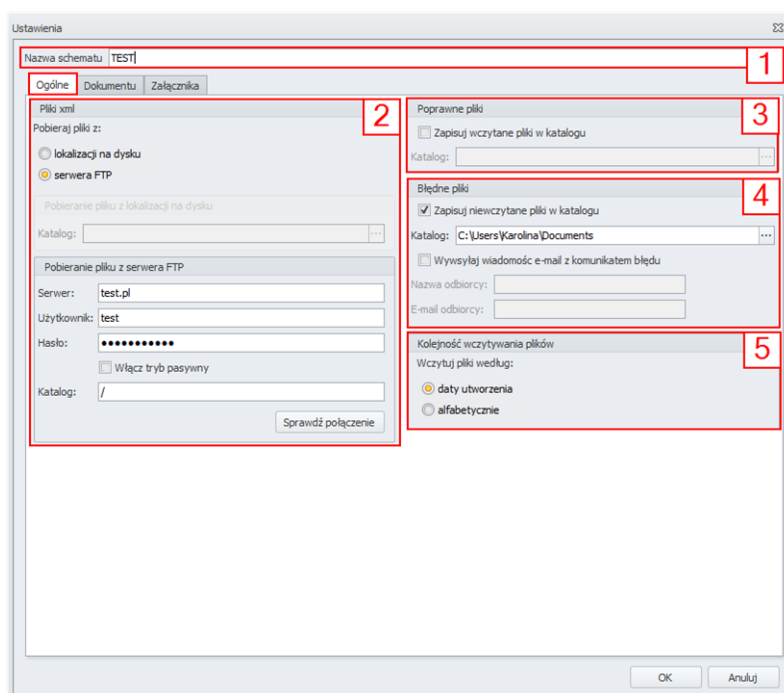 Ustawienia
Nazwa schematu TEST
1
Ogólne Dokumentu Załącznika
Pliki xml
2
Pobieraj pliki z:
lokalizacji na dysku
serwera FTP
Pobieranie pliku z lokalizacji na dysku
Katalog: ...
Pobieranie pliku z serwera FTP
Serwer: test.pl
Użytkownik: test
Hasło: •••••••••••
Włącz tryb pasywny
Katalog: /
Sprawdź połączenie
Poprawne pliki
3
Zapisuj wczytane pliki w katalogu
Katalog: ...
Błędne pliki
4
Zapisuj niewczytane pliki w katalogu
Katalog: C:\Users\Karolina\Documents ...
Wywsyłaj wiadomośc e-mail z komunikatem błędu
Nazwa odbiorcy:
E-mail odbiorcy:
Kolejność wczytywania plików
5
Wczytuj pliki według:
daty utworzenia
alfabetycznie
OK Anuluj